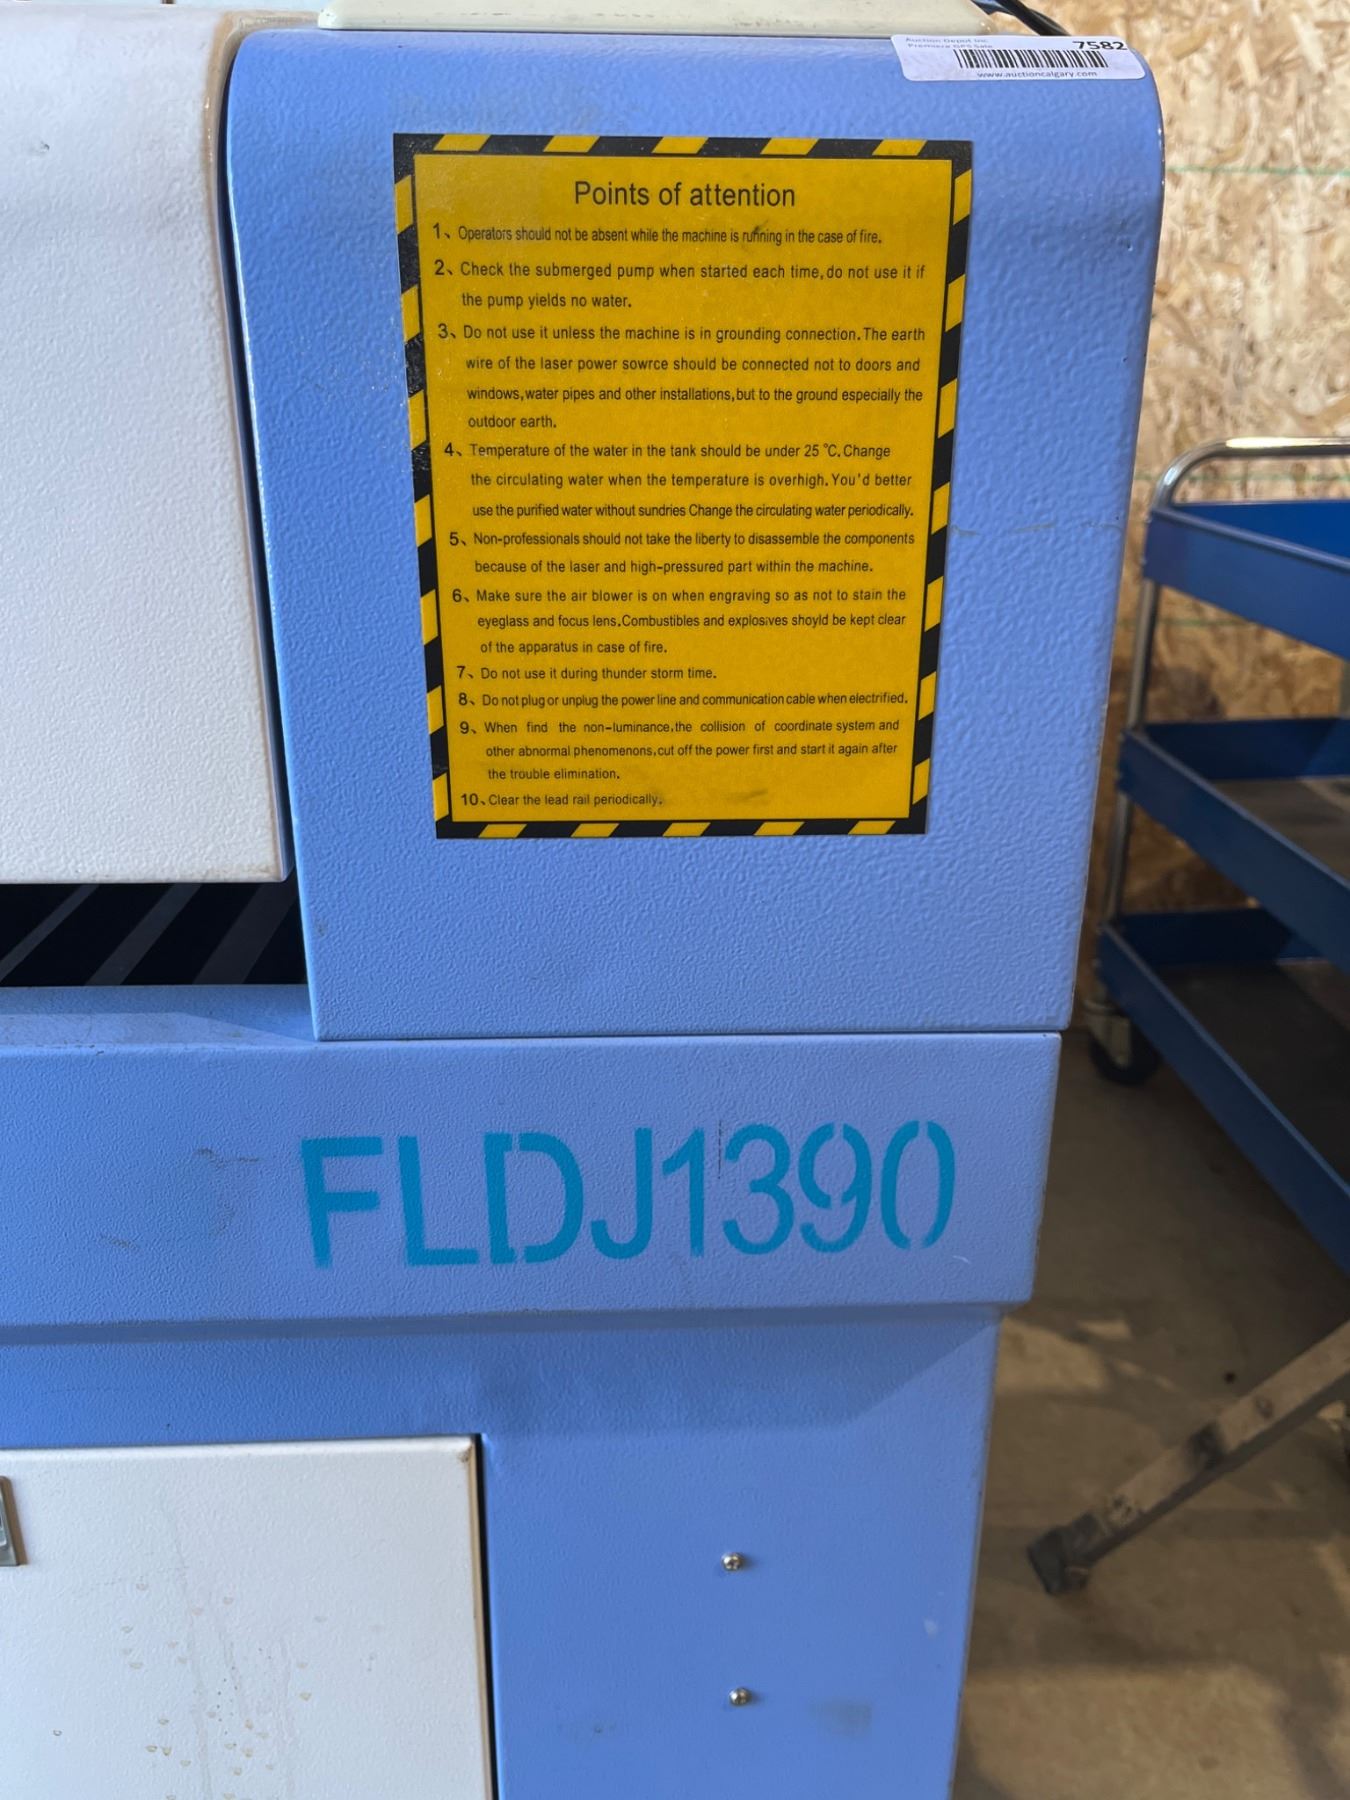 Auction Depot Inc
Premiere GPS Sale
7582
www.auctioncalgary.com
Points of attention
1、Operators should not be absent while the machine is running in the case of fire.
2、Check the submerged pump when started each time,do not use it if
the pump yields no water.
3、Do not use it unless the machine is in grounding connection.The earth
wire of the laser power sowrce should be connected not to doors and
windows,water pipes and other installations,but to the ground especially the
outdoor earth.
4、Temperature of the water in the tank should be under 25 ℃.Change
the circulating water when the temperature is overhigh.You'd better
use the purified water without sundries Change the circulating water periodically.
5、Non-professionals should not take the liberty to disassemble the components
because of the laser and high-pressured part within the machine.
6、Make sure the air blower is on when engraving so as not to stain the
eyeglass and focus lens.Combustibles and explosives shoyld be kept clear
of the apparatus in case of fire.
7、Do not use it during thunder storm time.
8、Do not plug or unplug the power line and communication cable when electrified.
9、When find the non-luminance,the collision of coordinate system and
other abnormal phenomenons,cut off the power first and start it again after
the trouble elimination.
10、Clear the lead rail periodically.
FLDJ1390